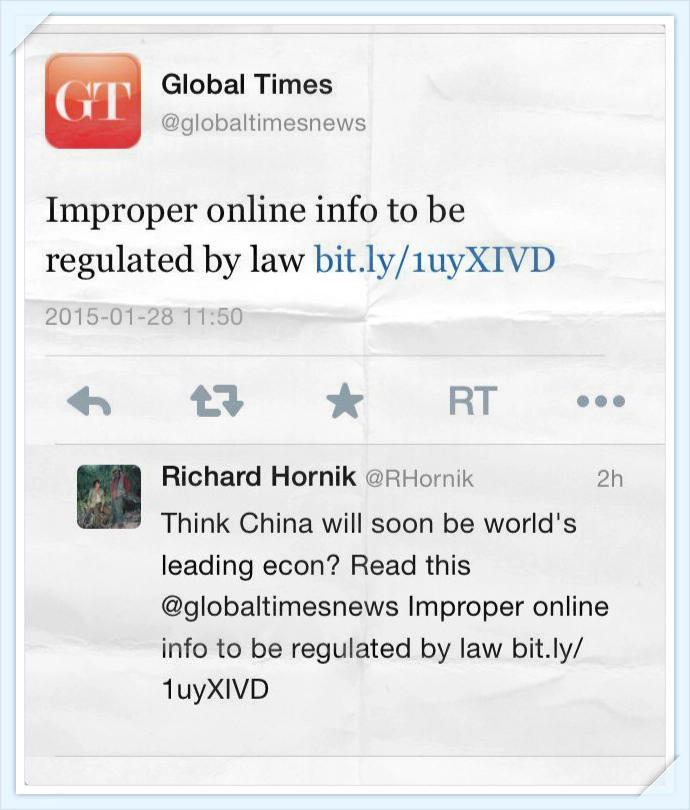 GT
Global Times
@globaltimesnews
Improper online info to be
regulated by law bit.ly/1uyXIVD
2015-01-28 11:50
RT
Richard Hornik @RHornik 2h
Think China will soon be world's
leading econ? Read this
@globaltimesnews Improper online
info to be regulated by law bit.ly/
1uyXIVD